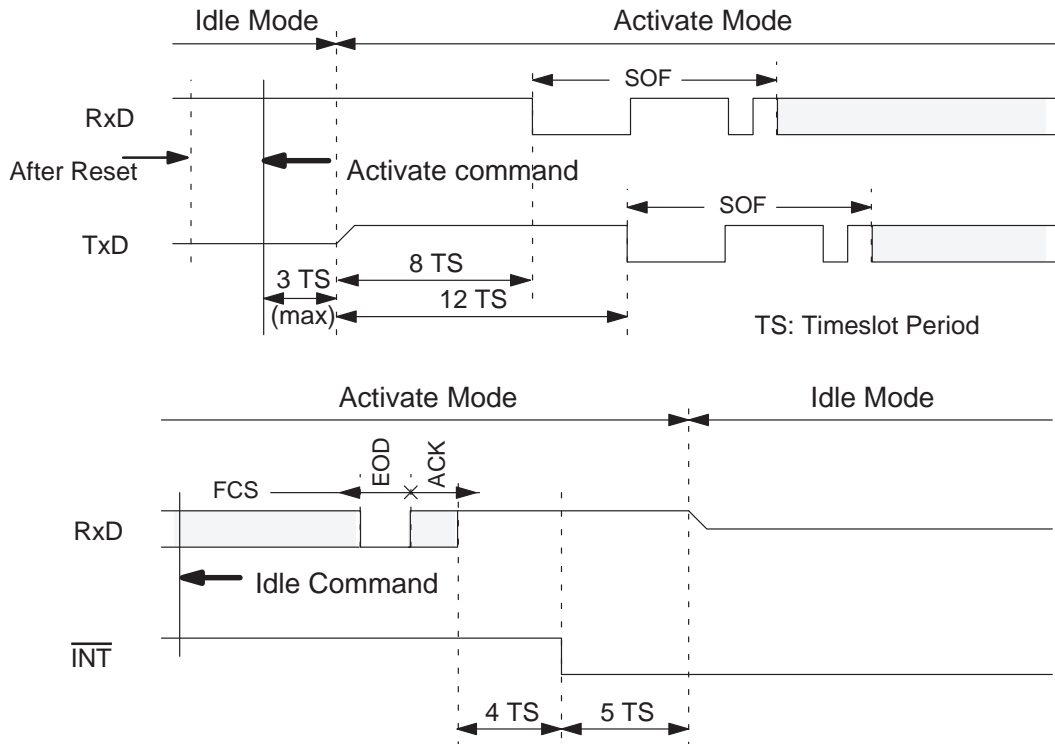 Idle Mode
Activate Mode
SOF
RxD
After Reset
Activate command
SOF
TxD
8 TS
3 TS
(max)
12 TS
TS: Timeslot Period
Activate Mode
Idle Mode
EOD
ACK
FCS
RxD
Idle Command
INT
4 TS
5 TS